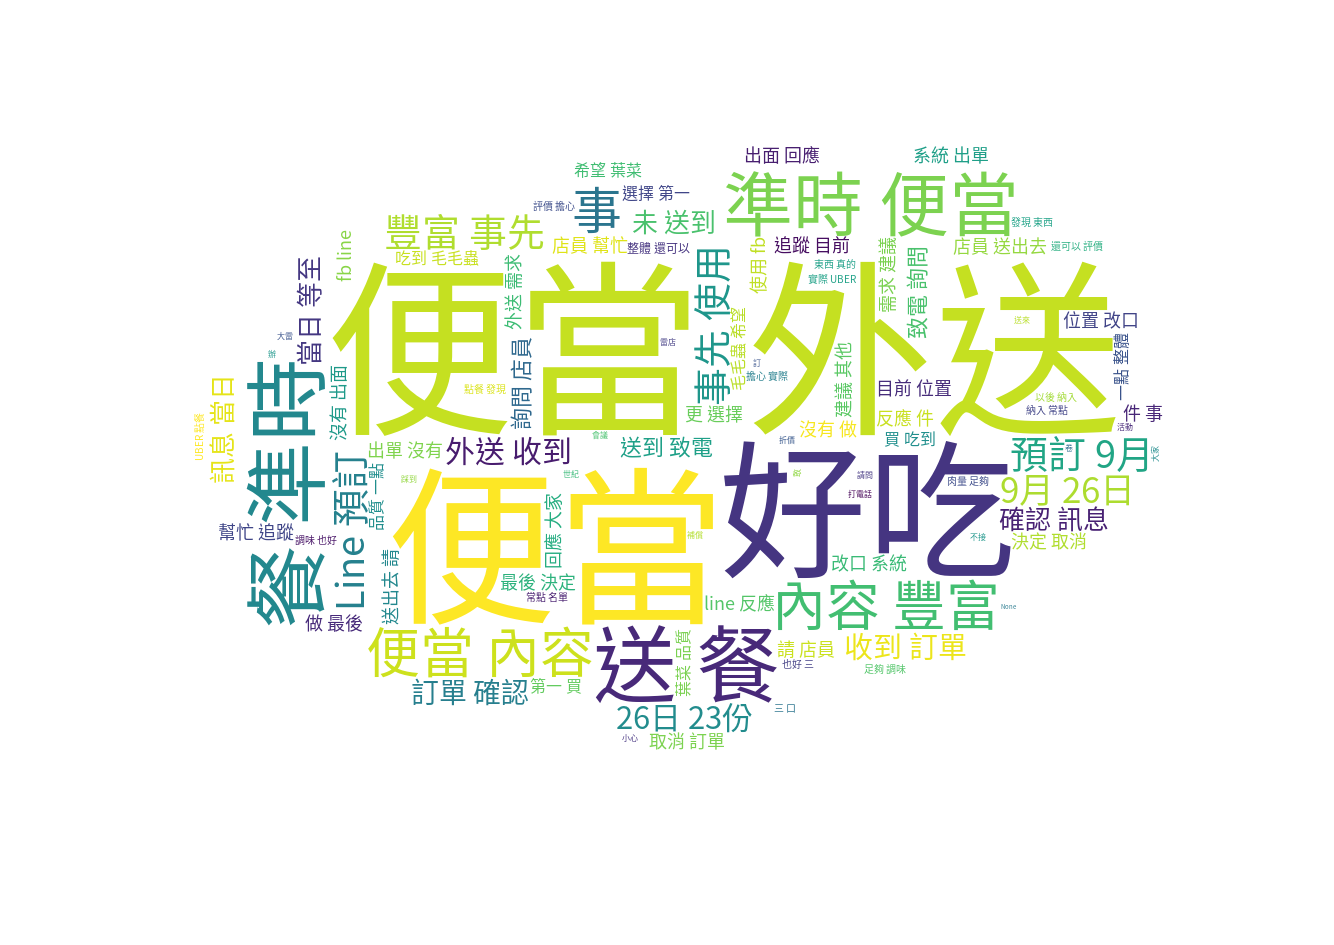 出面 回應
系統 出單
希望 葉菜
選擇 第一
評價 擔心
事
未 送到
準時 便當
發現 東西
豐富 事先
店員 幫忙
整體 還可以
追蹤 目前
店員 送出去
還可以 評價
吃到 毛毛蟲
fb line
當日 等至
外送 需求
事先 使用
使用 fb
東西 真的
實際 UBER
需求 建議
致電 詢問
便當 外送
送來
位置 改口
大雷
雷店
辦
準時
沒有 出面
詢問 店員
毛毛蟲 希望
訂
擔心 實際
建議 其他
目前 位置
一點 整體
點餐 發現
以後 納入
納入 常點
件 事
訊息 當日
UBER 點餐
更 選擇
沒有 做
反應 件
活動
出單 沒有
外送 收到
會議
送到 致電
折價
買 吃到
預訂 9月
卷
大家
Line 預訂
品質 一點
踩到
世紀
便當
好吃
請問
打電話
肉量 足夠
9月 26日
幫忙 追蹤
調味 也好
回應 大家
補償
不接
確認 訊息
決定 取消
餐
送出去 請
最後 決定
常點 名單
改口 系統
line 反應
內容 豐富
None
做 最後
便當 內容
送餐
葉菜 品質
請 店員
收到 訂單
也好 三
足夠 調味
訂單 確認
第一 買
26日 23份
三 口
小心
取消 訂單